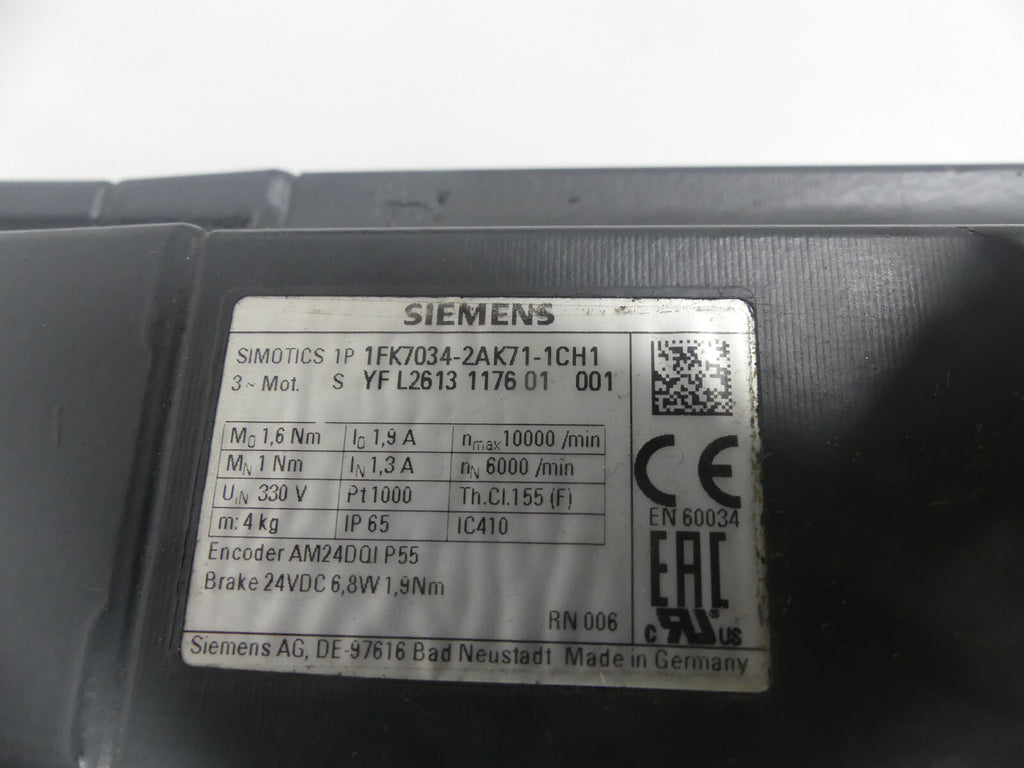 SIEMENS
SIMOTICS 1P 1FK7034-2AK71-1CH1
3~Mot. S YF L2613 1176 01 001
M0 1,6 Nm I0 1,9 A nmax 10000 /min
MN 1 Nm IN 1,3 A nN 6000 /min
UIN 330 V Pt1000 Th.Cl.155 (F)
m: 4 kg IP 65 IC410
Encoder AM24DQI P55
Brake 24VDC 6,8W 1,9Nm
RN 006
CE
EN 60034
EAC
c RU® US
Siemens AG, DE-97616 Bad Neustadt Made in Germany